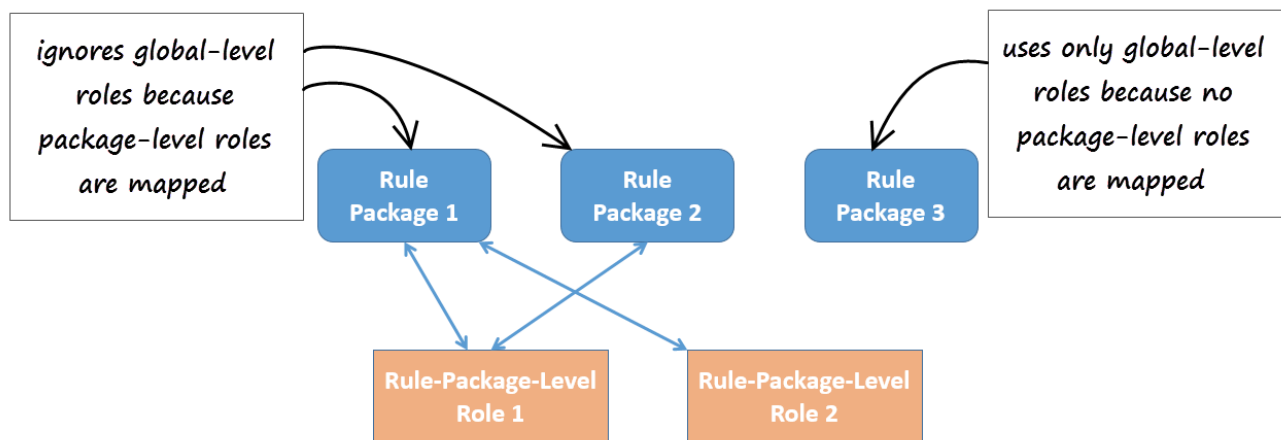 ignores global-level
roles because
package-level roles
are mapped
uses only global-level
roles because no
package-level roles
are mapped
Rule
Package 1
Rule
Package 2
Rule
Package 3
Rule-Package-Level
Role 1
Rule-Package-Level
Role 2